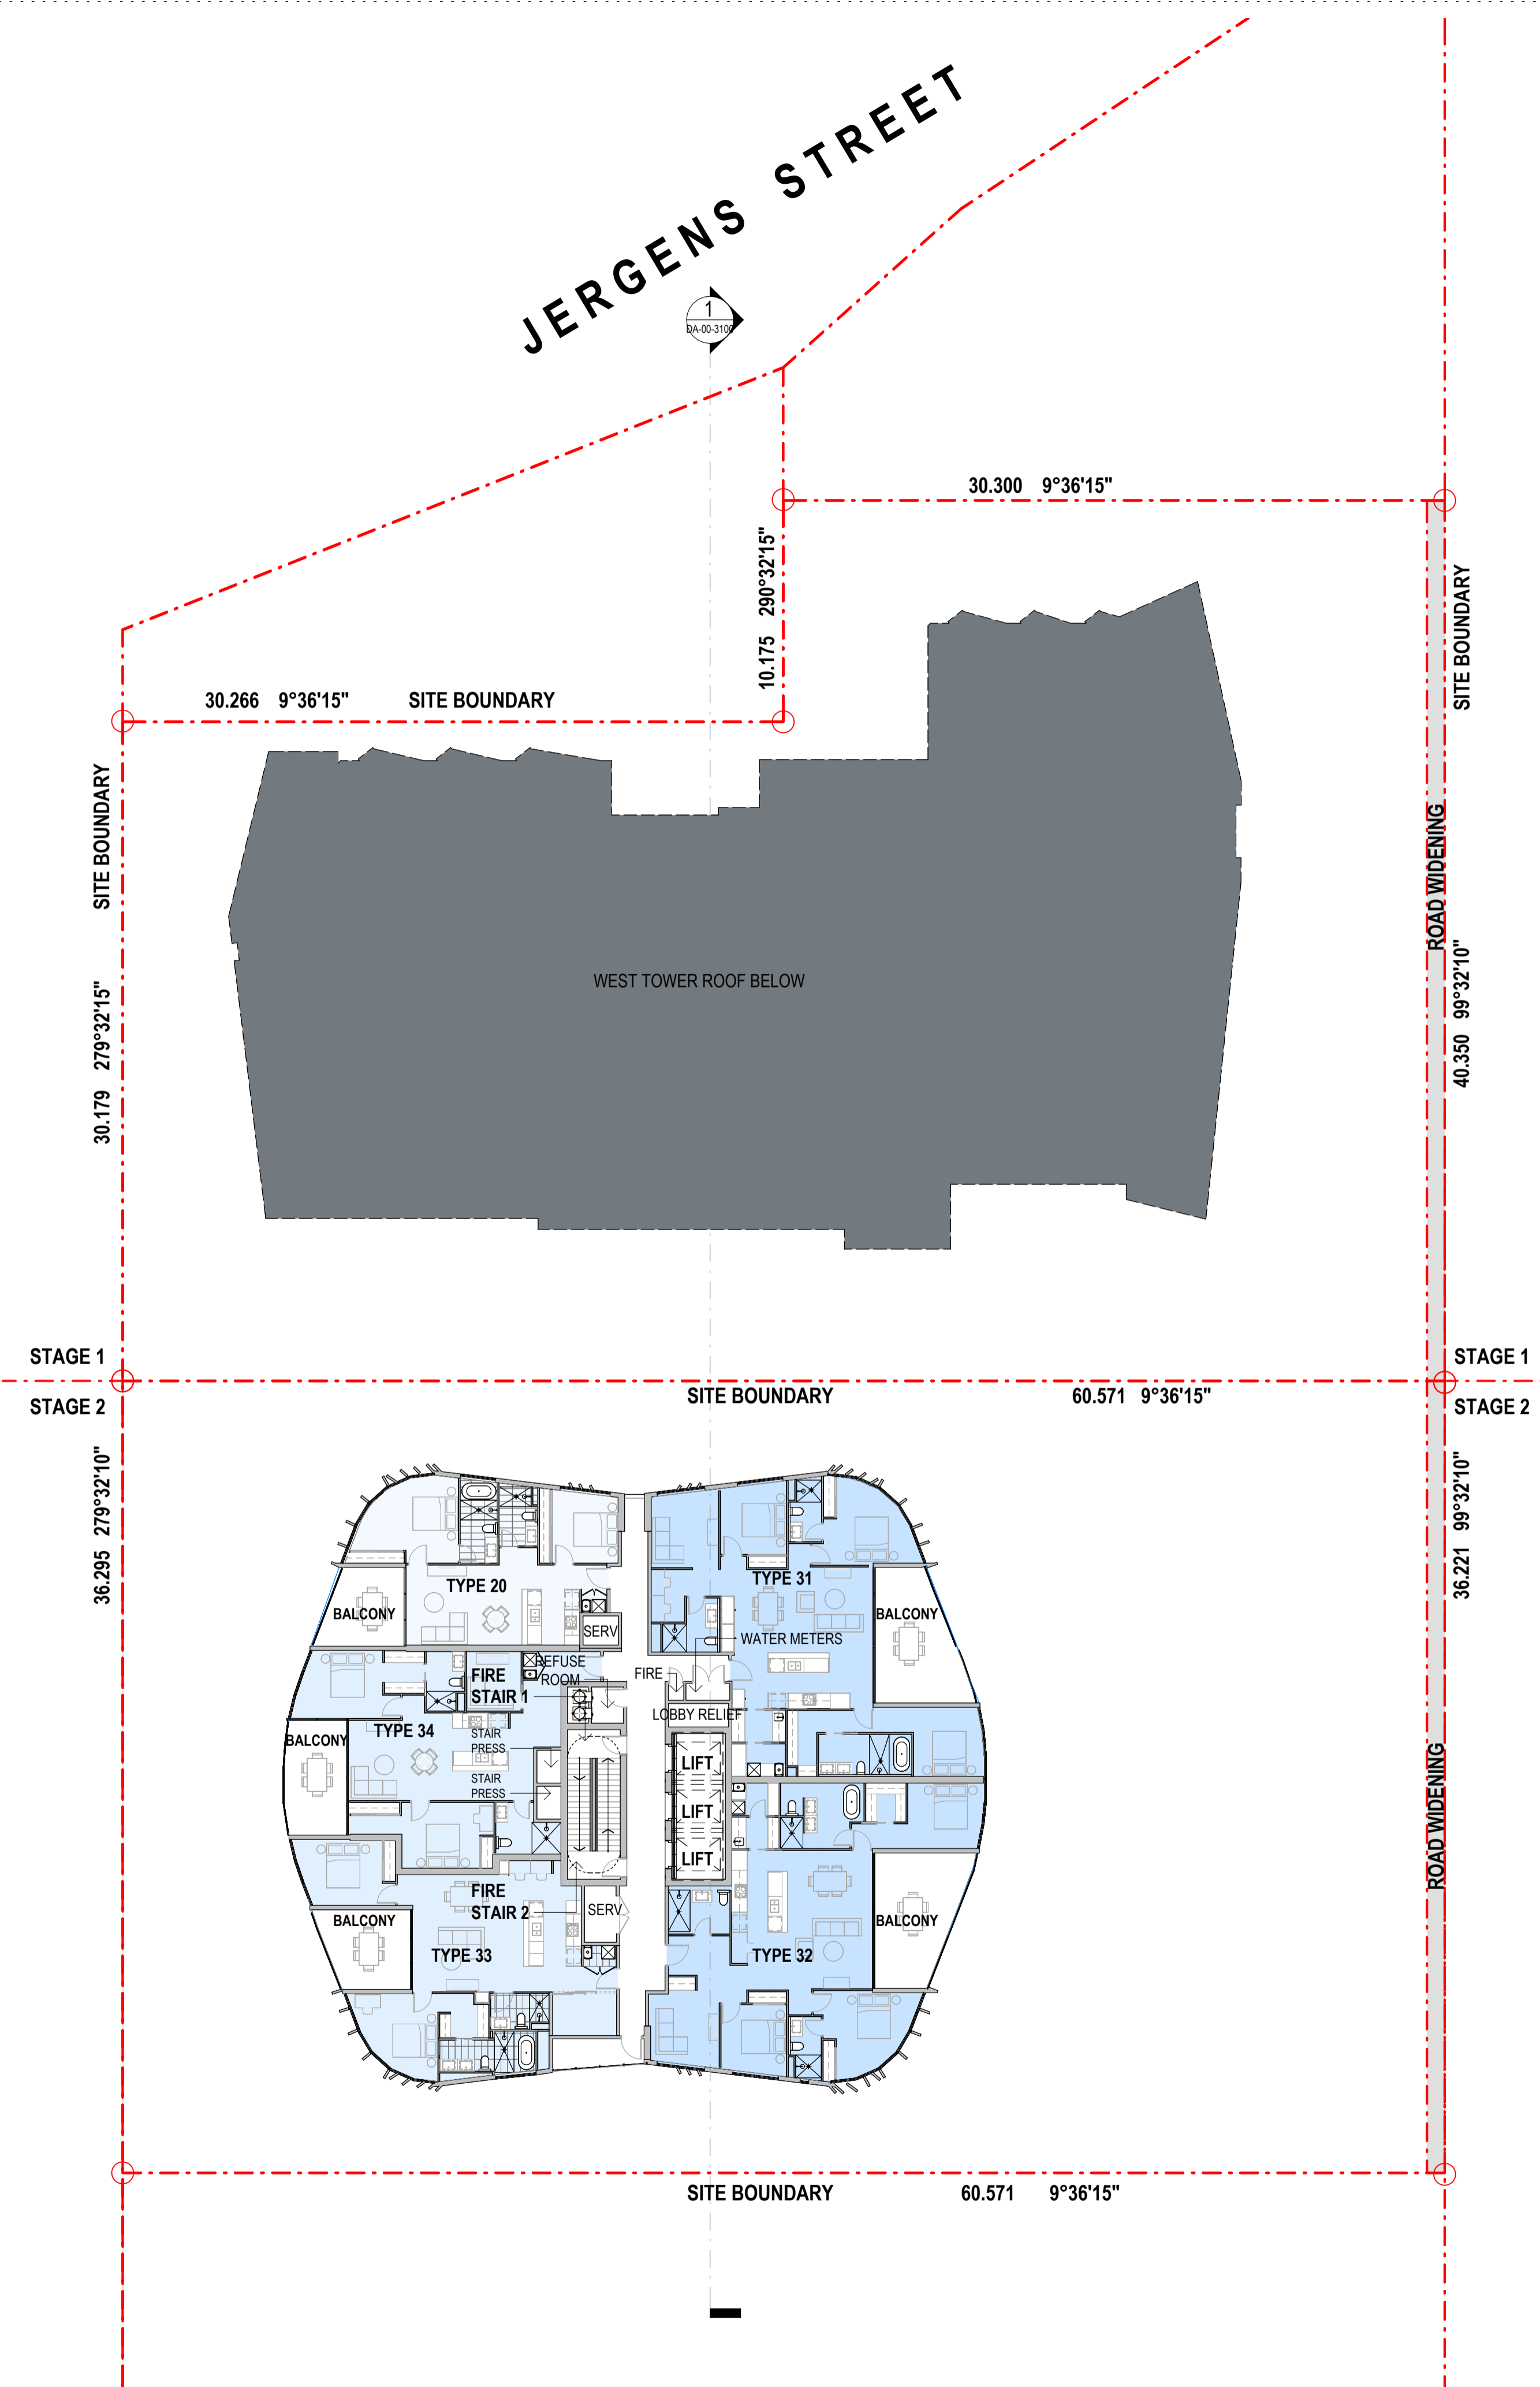 JERGENS STREET
1
DA-00-3100
30.300 9°36'15"
10.175 290°32'15"
SITE BOUNDARY
30.266 9°36'15" SITE BOUNDARY
SITE BOUNDARY
ROAD WIDENING
WEST TOWER ROOF BELOW
30.179 279°32'15"
40.350 99°32'10"
STAGE 1
STAGE 1
SITE BOUNDARY 60.571 9°36'15"
STAGE 2
STAGE 2
36.295 279°32'10"
36.221 99°32'10"
TYPE 20
TYPE 31
BALCONY
BALCONY
SERV
WATER METERS
REFUSE
ROOM
FIRE
STAIR 1
FIRE
LOBBY RELIEF
TYPE 34
BALCONY
STAIR
PRESS
LIFT
STAIR
PRESS
LIFT
LIFT
ROAD WIDENING
FIRE
STAIR 2
SERV
BALCONY
BALCONY
TYPE 33
TYPE 32
SITE BOUNDARY 60.571 9°36'15"